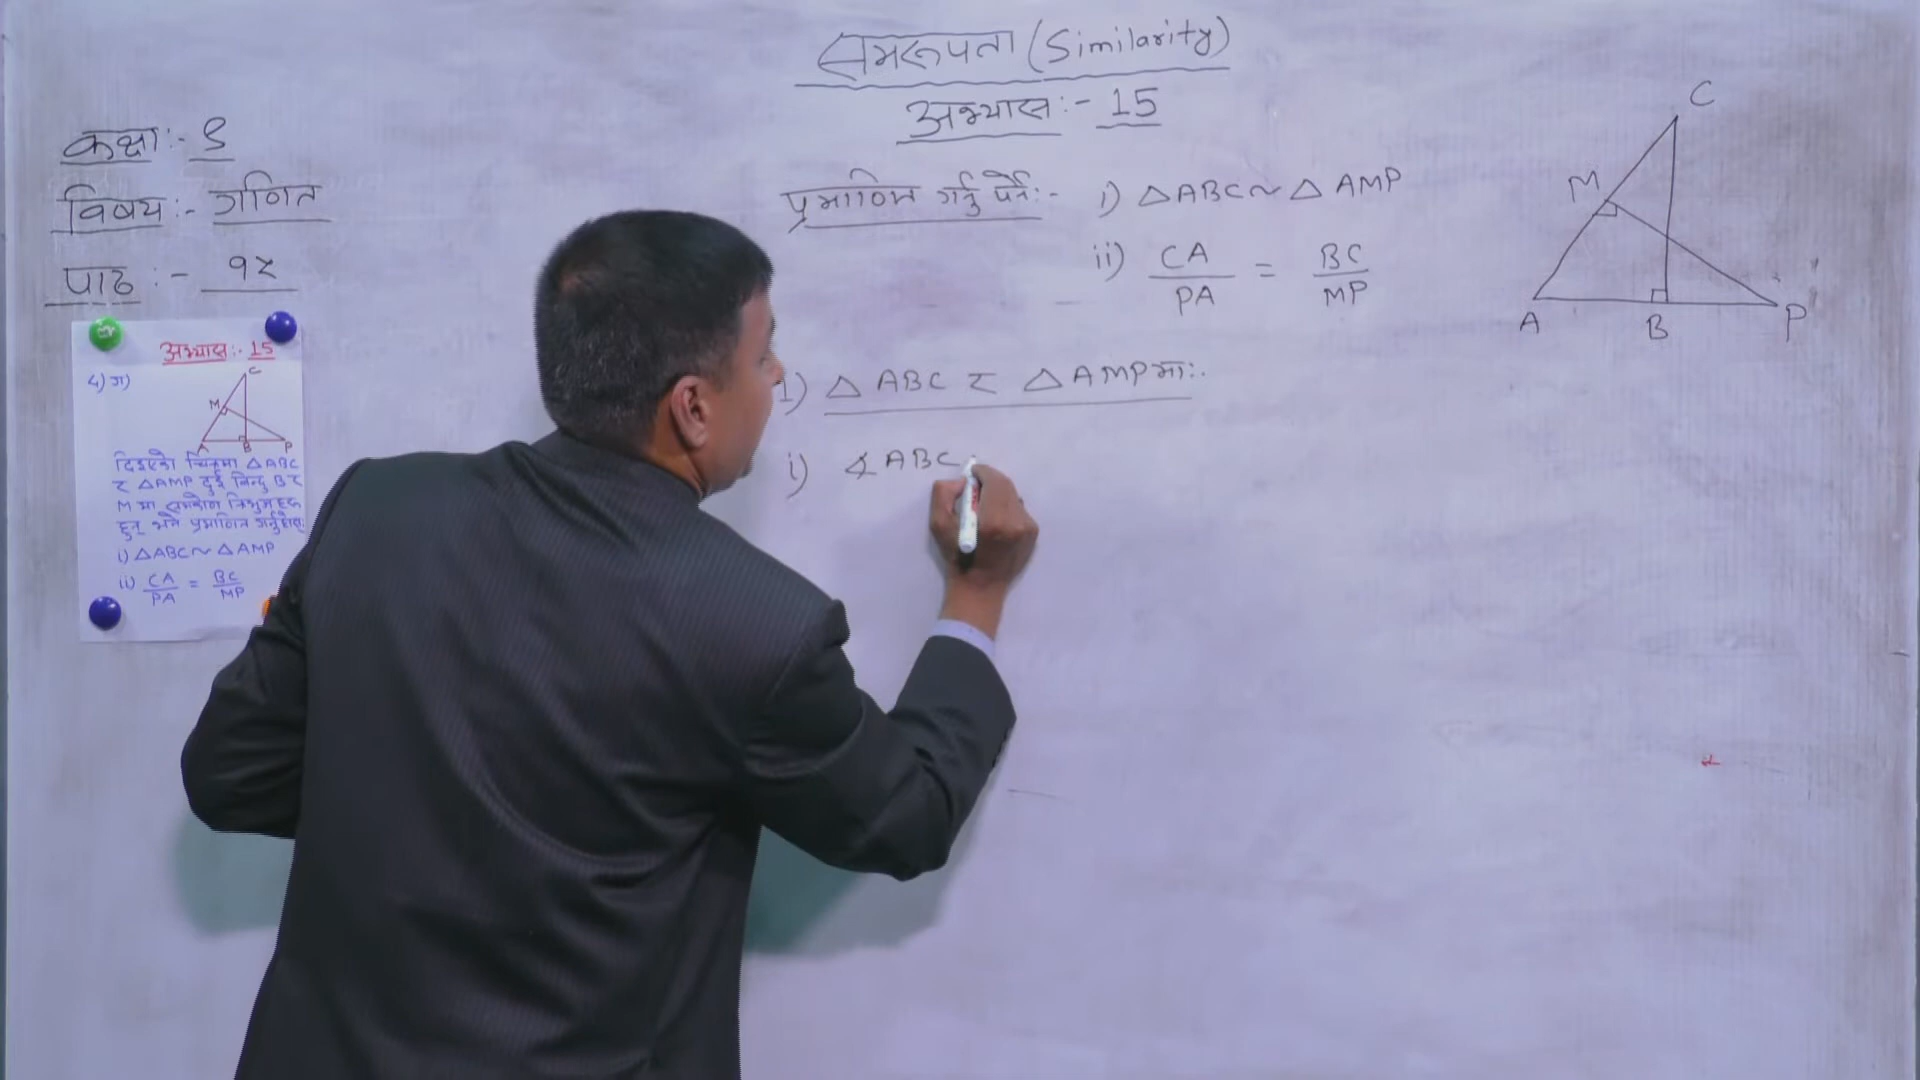 समरूपता (Similarity)
अभ्यास :- 15
कक्षा :- ९
विषय :- गणित
पाठ :- १५
प्रमाणित गर्नु पर्ने :- i) △ABC ~ △AMP
ii) CA/PA = BC/MP
C
M
A
B
P
1) △ABC र △AMP मा :-
i) ∡ABC
अभ्यास :- 15
C
M
A
B
P
दिइएको चित्रमा △ABC
र △AMP दुई बिन्दु B र
M मा समकोण त्रिभुजहरू
हुन् भने प्रमाणित गर्नुहोस्:
i) △ABC ~ △AMP
ii) CA/PA = BC/MP